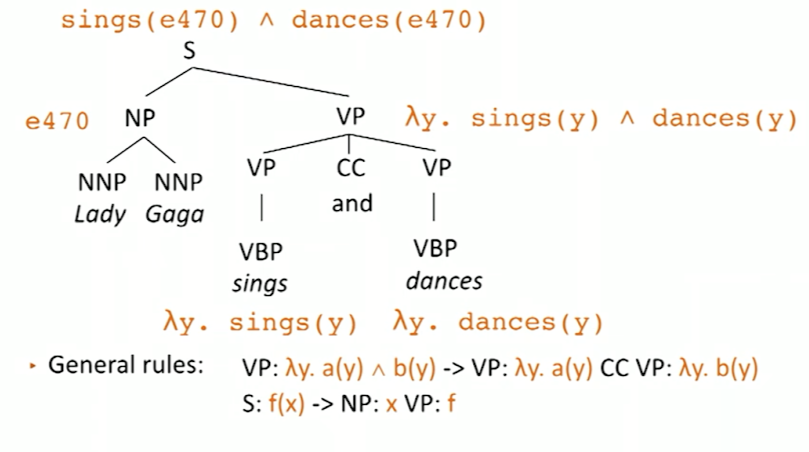 sings(e470) ∧ dances(e470)
S
e470 NP VP λy. sings(y) ∧ dances(y)
NNP NNP VP CC VP
Lady Gaga and
VBP VBP
sings dances
λy. sings(y) λy. dances(y)
‣ General rules: VP: λy. a(y) ∧ b(y) -> VP: λy. a(y) CC VP: λy. b(y)
S: f(x) -> NP: x VP: f